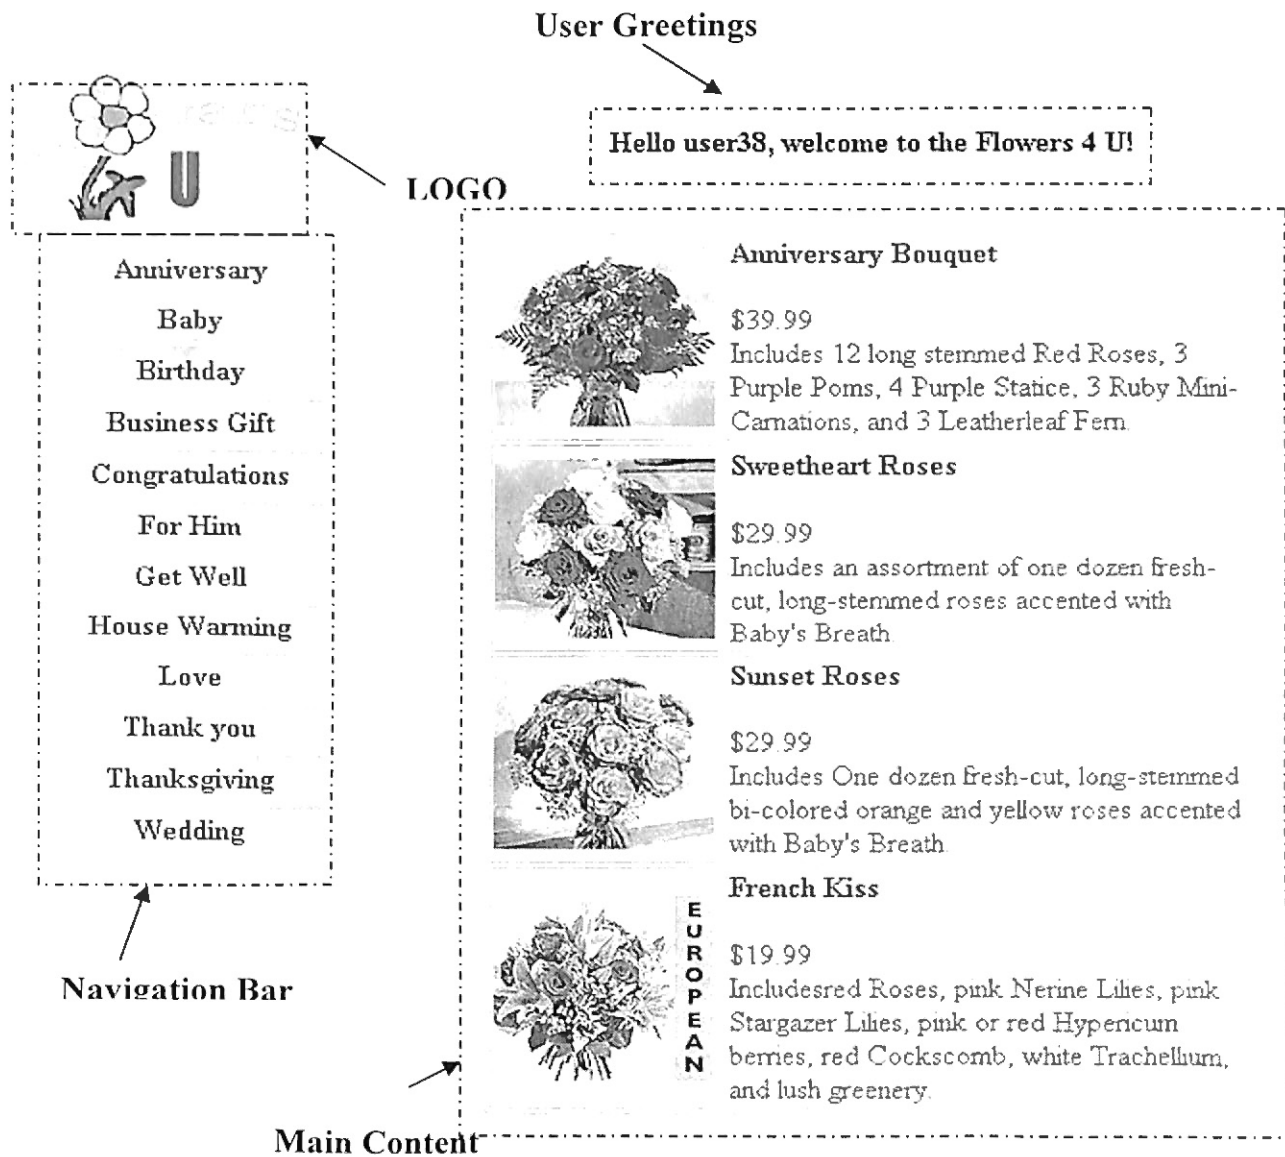 User Greetings
Hello user38, welcome to the Flowers 4 U!
U
LOGO
Anniversary
Baby
Birthday
Business Gift
Congratulations
For Him
Get Well
House Warming
Love
Thank you
Thanksgiving
Wedding
Navigation Bar
Anniversary Bouquet
$39.99
Includes 12 long stemmed Red Roses, 3
Purple Poms, 4 Purple Statice, 3 Ruby Mini-
Carnations, and 3 Leatherleaf Fern.
Sweetheart Roses
$29.99
Includes an assortment of one dozen fresh-
cut, long-stemmed roses accented with
Baby's Breath
Sunset Roses
$29.99
Includes One dozen fresh-cut, long-stemmed
bi-colored orange and yellow roses accented
with Baby's Breath
French Kiss
EUROPEAN
$19.99
Includesred Roses, pink Nerine Lilies, pink
Stargazer Lilies, pink or red Hypericum
berries, red Cockscomb, white Trachellium,
and lush greenery.
Main Content